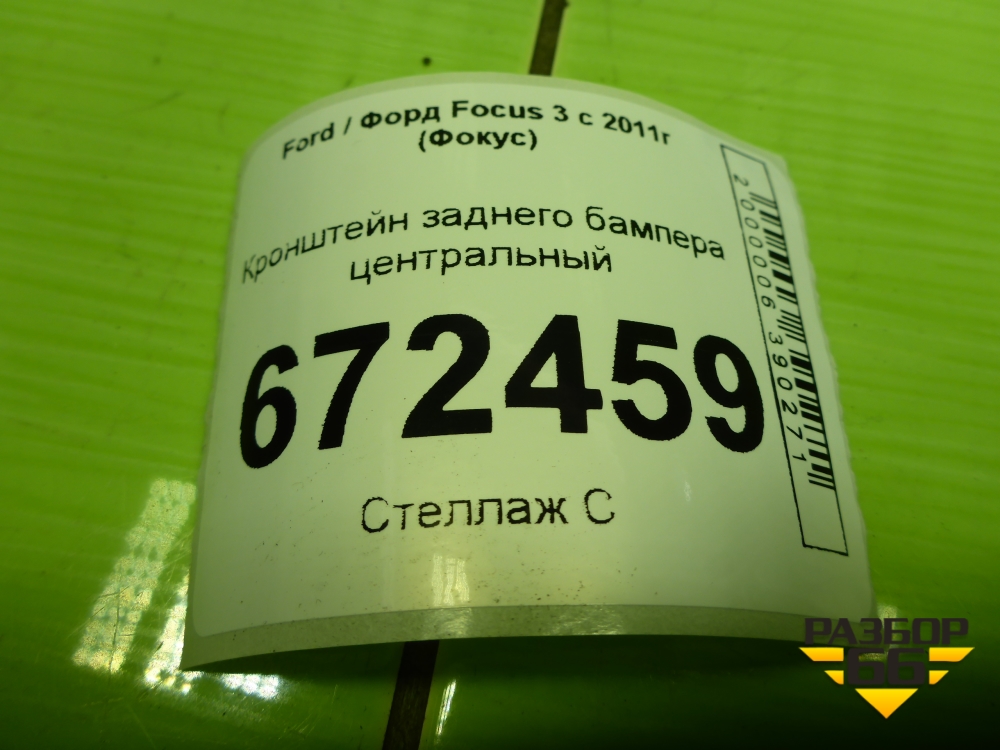 Ford / Форд Focus 3 с 2011г
(Фокус)
Кронштейн заднего бампера
центральный
672459
Стеллаж С
2000006390271
РАЗБОР
66